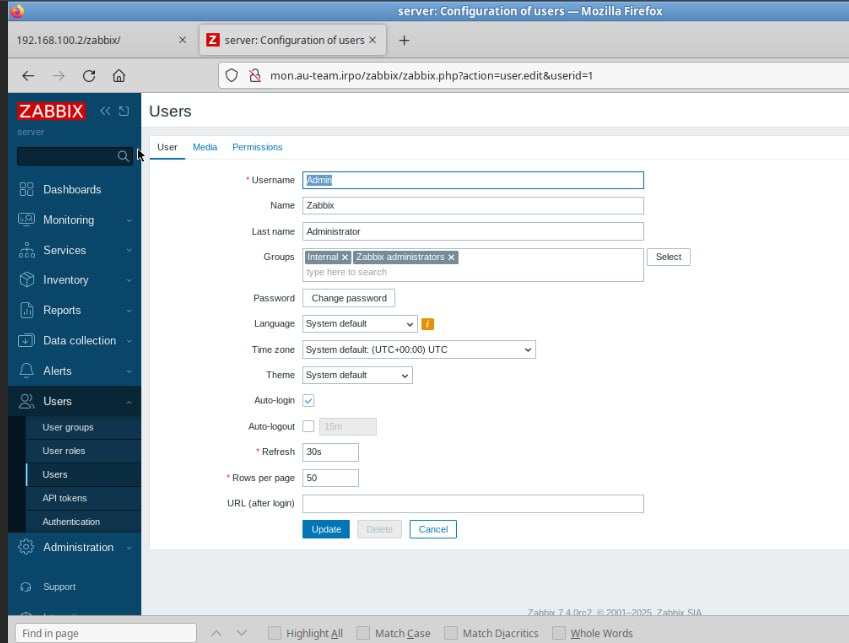 server: Configuration of users — Mozilla Firefox
192.168.100.2/zabbix/
Z server: Configuration of users
mon.au-team.irpo/zabbix/zabbix.php?action=user.edit&userid=1
ZABBIX
server
Users
User Media Permissions
Dashboards
Monitoring
Services
Inventory
Reports
Data collection
Alerts
Users
User groups
User roles
Users
API tokens
Authentication
Administration
Support
* Username Admin
Name Zabbix
Last name Administrator
Groups Internal Zabbix administrators Select
type here to search
Password Change password
Language System default i
Time zone System default: (UTC+00:00) UTC
Theme System default
Auto-login
Auto-logout 15m
* Refresh 30s
* Rows per page 50
URL (after login)
Update Delete Cancel
Zabbix 7.4.0rc2. © 2001–2025, Zabbix SIA
Find in page Highlight All Match Case Match Diacritics Whole Words